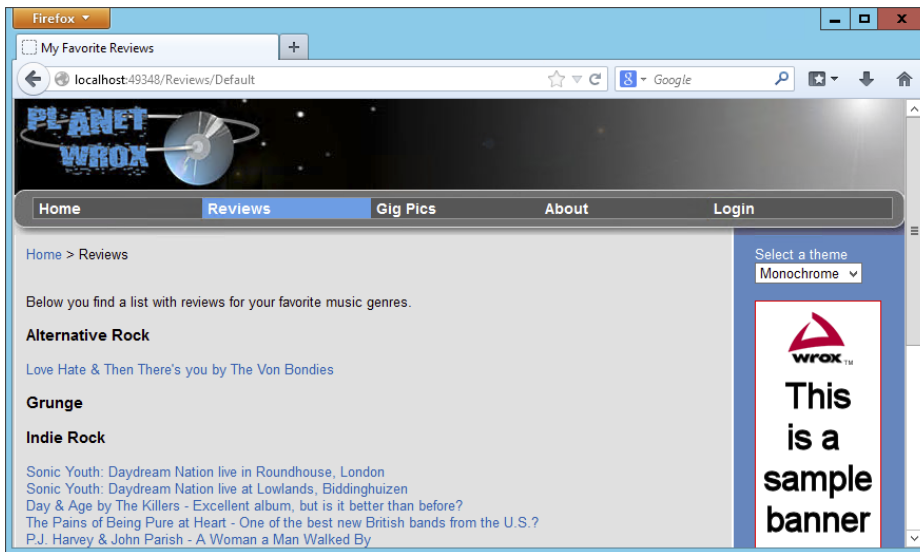 Firefox
My Favorite Reviews
localhost:49348/Reviews/Default
Google
PLANET
WROX
Home Reviews Gig Pics About Login
Home > Reviews
Select a theme
Monochrome
Below you find a list with reviews for your favorite music genres.
Alternative Rock
Love Hate & Then There's you by The Von Bondies
Grunge
Indie Rock
Sonic Youth: Daydream Nation live in Roundhouse, London
Sonic Youth: Daydream Nation live at Lowlands, Biddinghuizen
Day & Age by The Killers - Excellent album, but is it better than before?
The Pains of Being Pure at Heart - One of the best new British bands from the U.S.?
P.J. Harvey & John Parish - A Woman a Man Walked By
wrox TM
This
is a
sample
banner